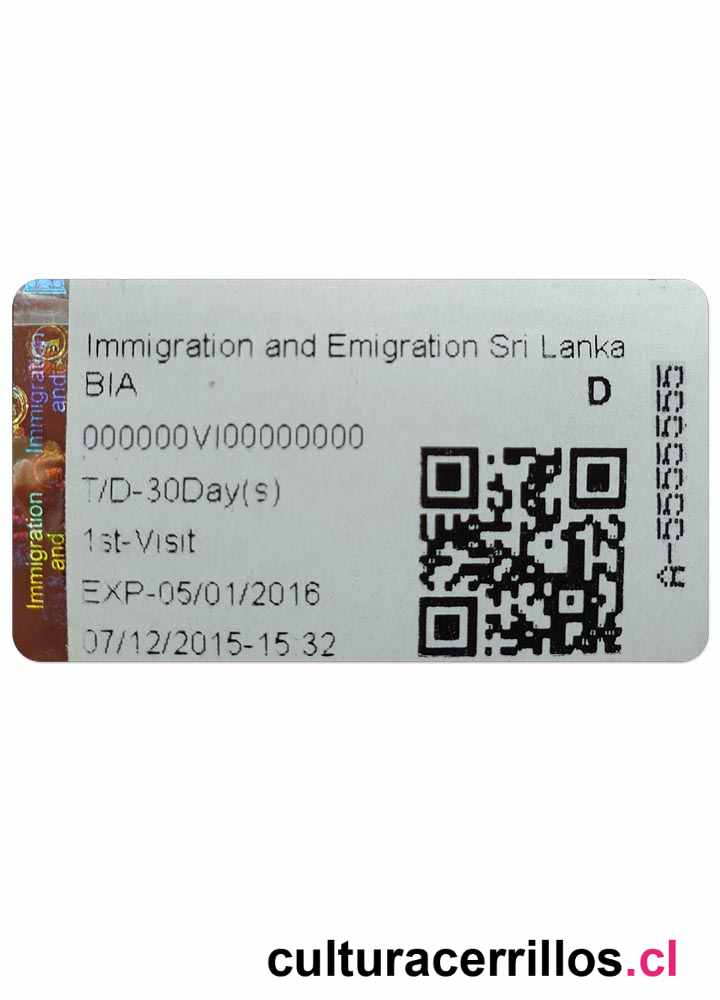 Immigration and Emigration Sri Lanka
BIA
D
000000VI00000000
T/D-30Day(s)
1st-Visit
EXP-05/01/2016
07/12/2015-15:32
A-5555555
Immigration
and
Immigration
and
culturacerrillos.cl